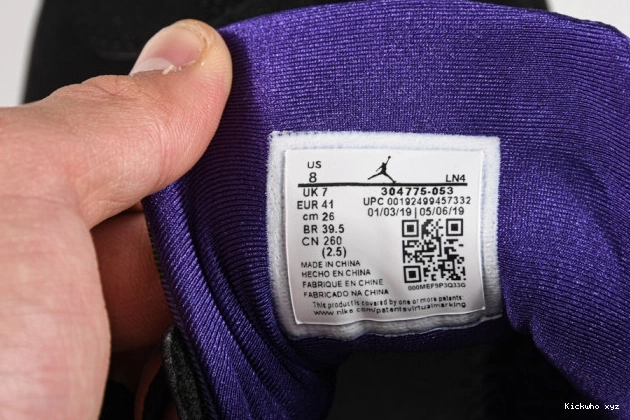 US
8
LN4
UK 7
304775-053
EUR 41
UPC 00192499457332
cm 26
01/03/19 | 05/06/19
BR 39.5
CN 260
(2.5)
MADE IN CHINA
HECHO EN CHINA
FABRIQUE EN CHINE
FABRICADO NA CHINA
000MEF9P3Q33G
This product is covered by one or more patents.
www.nike.com/patentsvirtualmarking
Kickwho xyz